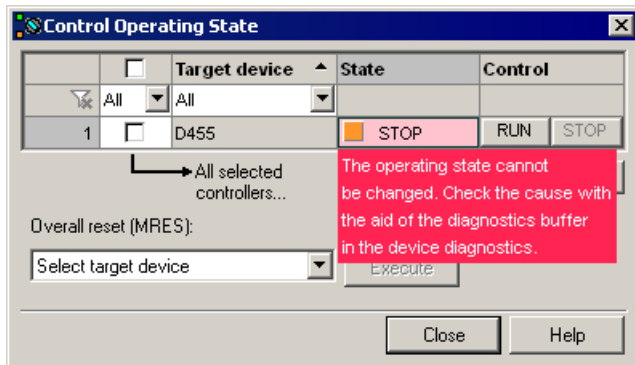 Control Operating State
Target device State Control
All All
1 D455 STOP RUN STOP
All selected
controllers...
The operating state cannot
be changed. Check the cause with
the aid of the diagnostics buffer
in the device diagnostics.
Overall reset (MRES):
Select target device Execute
Close Help